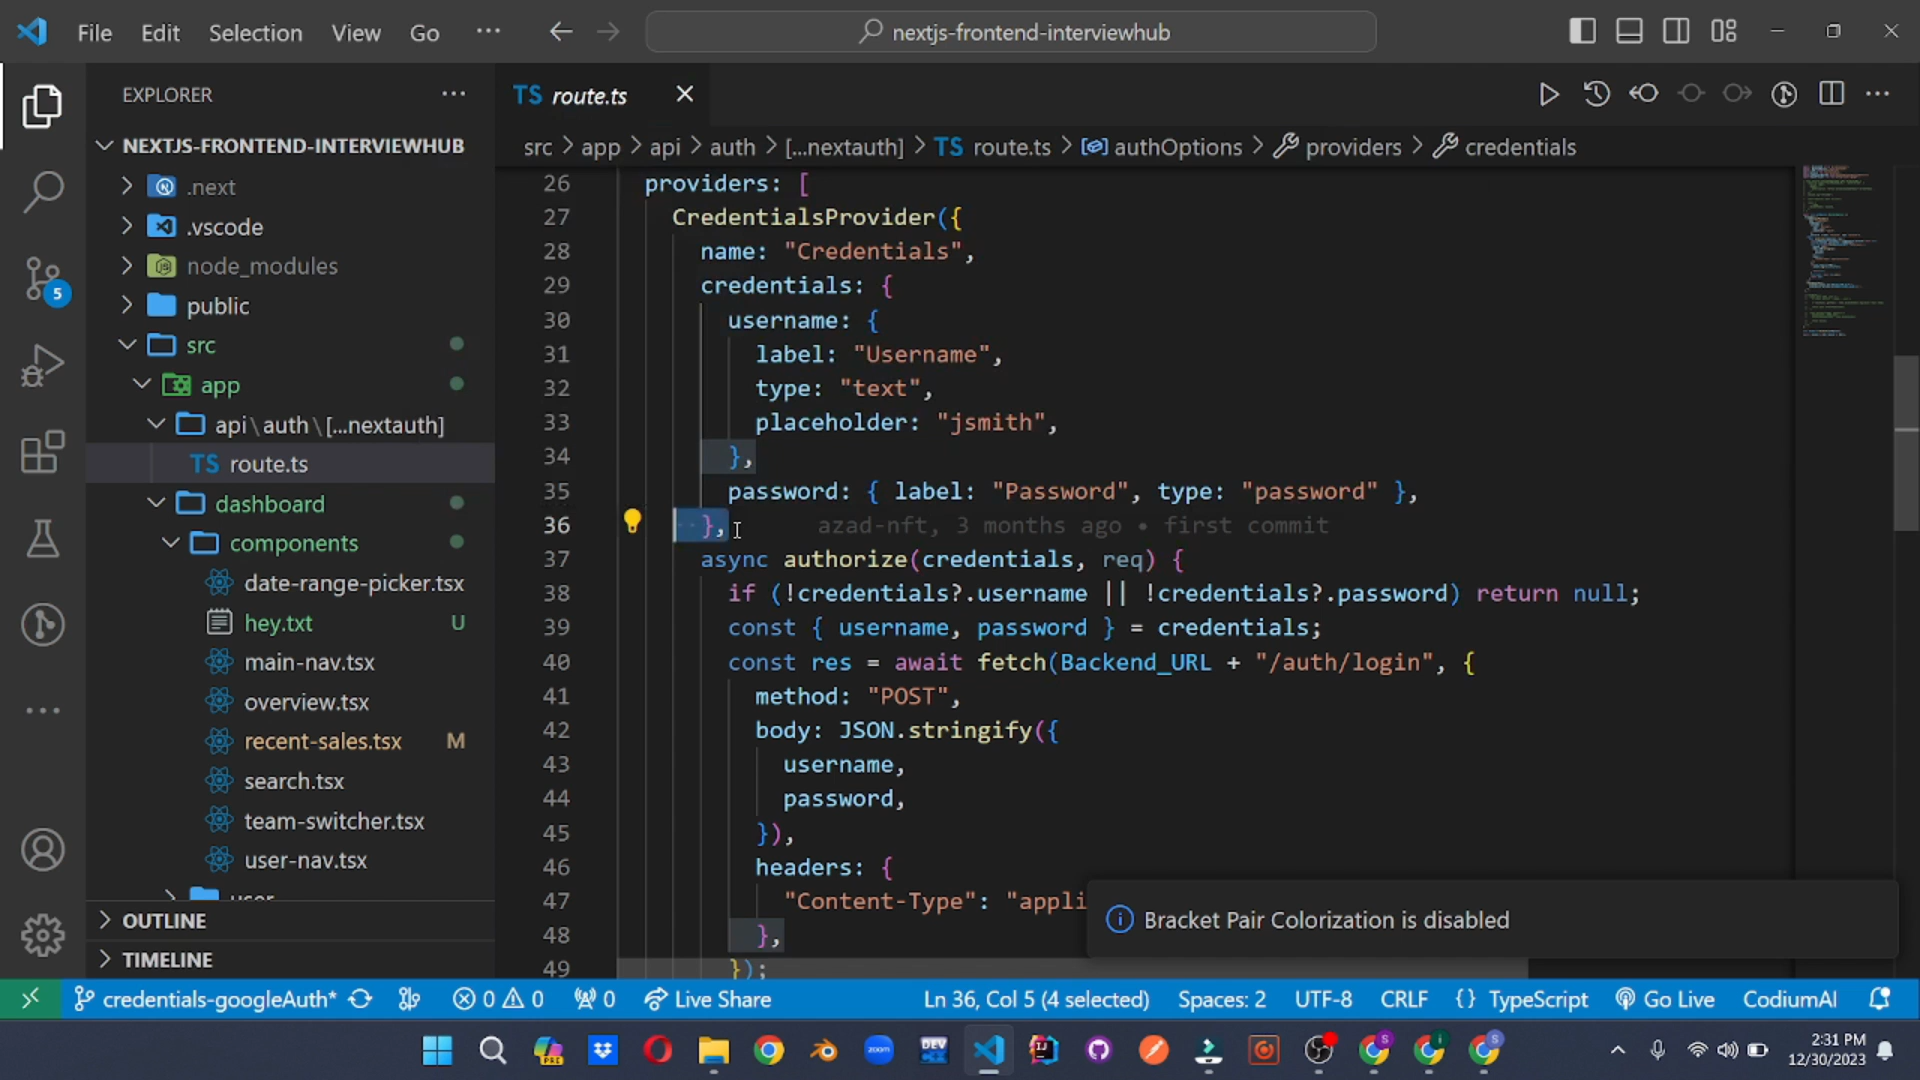 File Edit Selection View Go ··· nextjs-frontend-interviewhub
EXPLORER ···
NEXTJS-FRONTEND-INTERVIEWHUB
.next
.vscode
node_modules
public
src
app
api\auth\[...nextauth]
TS route.ts
dashboard
components
date-range-picker.tsx
hey.txt U
main-nav.tsx
overview.tsx
recent-sales.tsx M
search.tsx
team-switcher.tsx
user-nav.tsx
user
OUTLINE
TIMELINE
5
TS route.ts
src > app > api > auth > [...nextauth] > TS route.ts > authOptions > providers > credentials
26 providers: [
27 CredentialsProvider({
28 name: "Credentials",
29 credentials: {
30 username: {
31 label: "Username",
32 type: "text",
33 placeholder: "jsmith",
34 },
35 password: { label: "Password", type: "password" },
36 }, azad-nft, 3 months ago • first commit
37 async authorize(credentials, req) {
38 if (!credentials?.username || !credentials?.password) return null;
39 const { username, password } = credentials;
40 const res = await fetch(Backend_URL + "/auth/login", {
41 method: "POST",
42 body: JSON.stringify({
43 username,
44 password,
45 }),
46 headers: {
47 "Content-Type": "appli
48 },
49 });
Bracket Pair Colorization is disabled
credentials-googleAuth* 0 0 0 Live Share Ln 36, Col 5 (4 selected) Spaces: 2 UTF-8 CRLF {} TypeScript Go Live CodiumAI
PRE zoom DEV
2:31 PM
12/30/2023